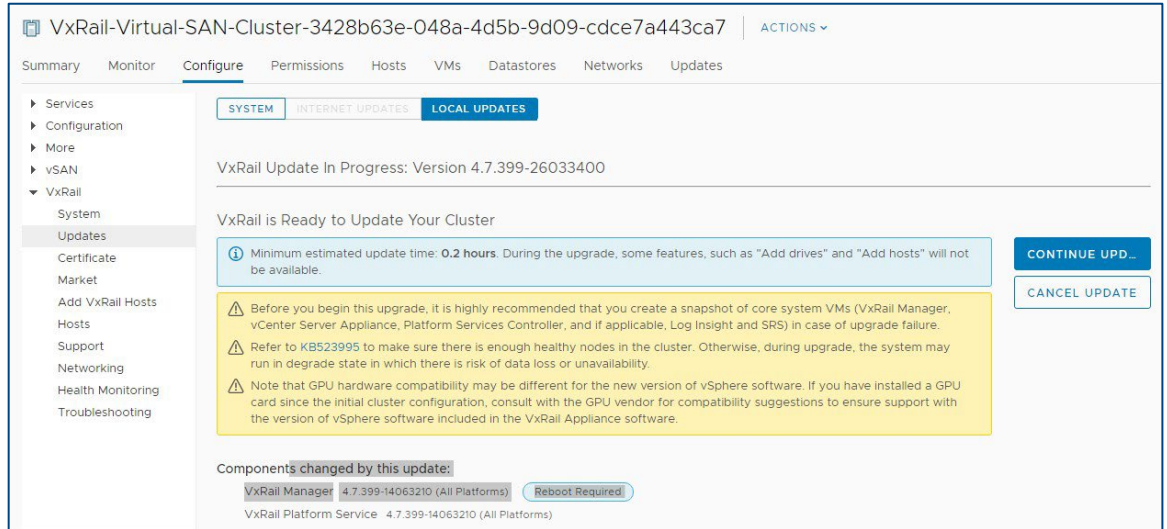 VxRail-Virtual-SAN-Cluster-3428b63e-048a-4d5b-9d09-cdce7a443ca7 ACTIONS
Summary Monitor Configure Permissions Hosts VMs Datastores Networks Updates
Services
Configuration
More
vSAN
VxRail
System
Updates
Certificate
Market
Add VxRail Hosts
Hosts
Support
Networking
Health Monitoring
Troubleshooting
SYSTEM INTERNET UPDATES LOCAL UPDATES
VxRail Update In Progress: Version 4.7.399-26033400
VxRail is Ready to Update Your Cluster
Minimum estimated update time: 0.2 hours. During the upgrade, some features, such as "Add drives" and "Add hosts" will not
be available.
Before you begin this upgrade, it is highly recommended that you create a snapshot of core system VMs (VxRail Manager,
vCenter Server Appliance, Platform Services Controller, and if applicable, Log Insight and SRS) in case of upgrade failure.
Refer to KB523995 to make sure there is enough healthy nodes in the cluster. Otherwise, during upgrade, the system may
run in degrade state in which there is risk of data loss or unavailability.
Note that GPU hardware compatibility may be different for the new version of vSphere software. If you have installed a GPU
card since the initial cluster configuration, consult with the GPU vendor for compatibility suggestions to ensure support with
the version of vSphere software included in the VxRail Appliance software.
CONTINUE UPD...
CANCEL UPDATE
Components changed by this update:
VxRail Manager 4.7.399-14063210 (All Platforms) Reboot Required
VxRail Platform Service 4.7.399-14063210 (All Platforms)